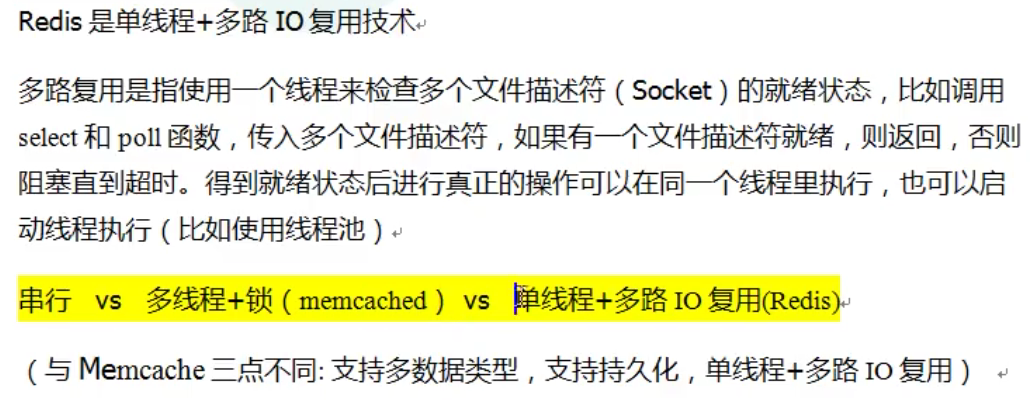 Redis 是单线程+多路 IO 复用技术
多路复用是指使用一个线程来检查多个文件描述符（Socket）的就绪状态，比如调用
select 和 poll 函数，传入多个文件描述符，如果有一个文件描述符就绪，则返回，否则
阻塞直到超时。得到就绪状态后进行真正的操作可以在同一个线程里执行，也可以启
动线程执行（比如使用线程池）
串行 vs 多线程+锁（memcached） vs 单线程+多路 IO 复用(Redis)
（与 Memcache 三点不同: 支持多数据类型，支持持久化，单线程+多路 IO 复用）